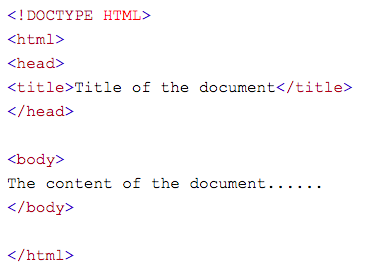 <!DOCTYPE HTML>
<html>
<head>
<title>Title of the document</title>
</head>
<body>
The content of the document......
</body>
</html>